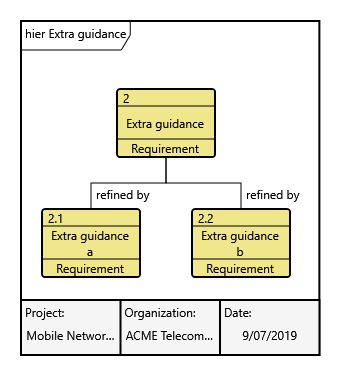 hier Extra guidance
2
Extra guidance
Requirement
refined by
refined by
2.1
Extra guidance
a
Requirement
2.2
Extra guidance
b
Requirement
Project:
Mobile Networ...
Organization:
ACME Telecom...
Date:
9/07/2019